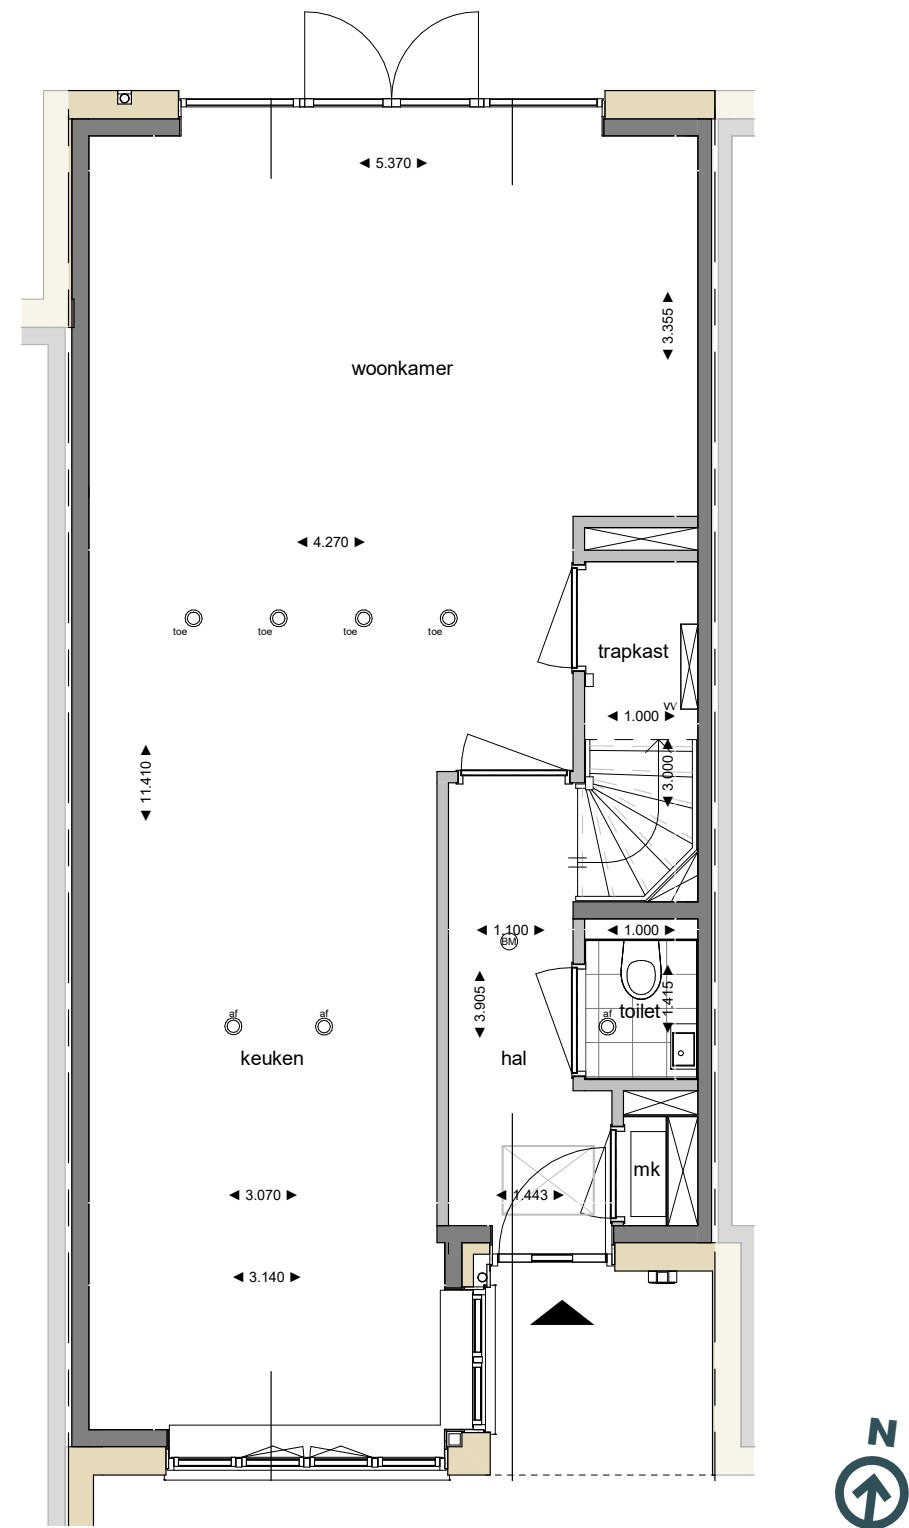 5.370
3.355
woonkamer
4.270
toe toe toe toe
trapkast
VV
1.000
3.000
11.410
1.100 1.000
BM
3.905
1.415
toilet
af af af
keuken hal
mk
3.070 1.443
3.140
N